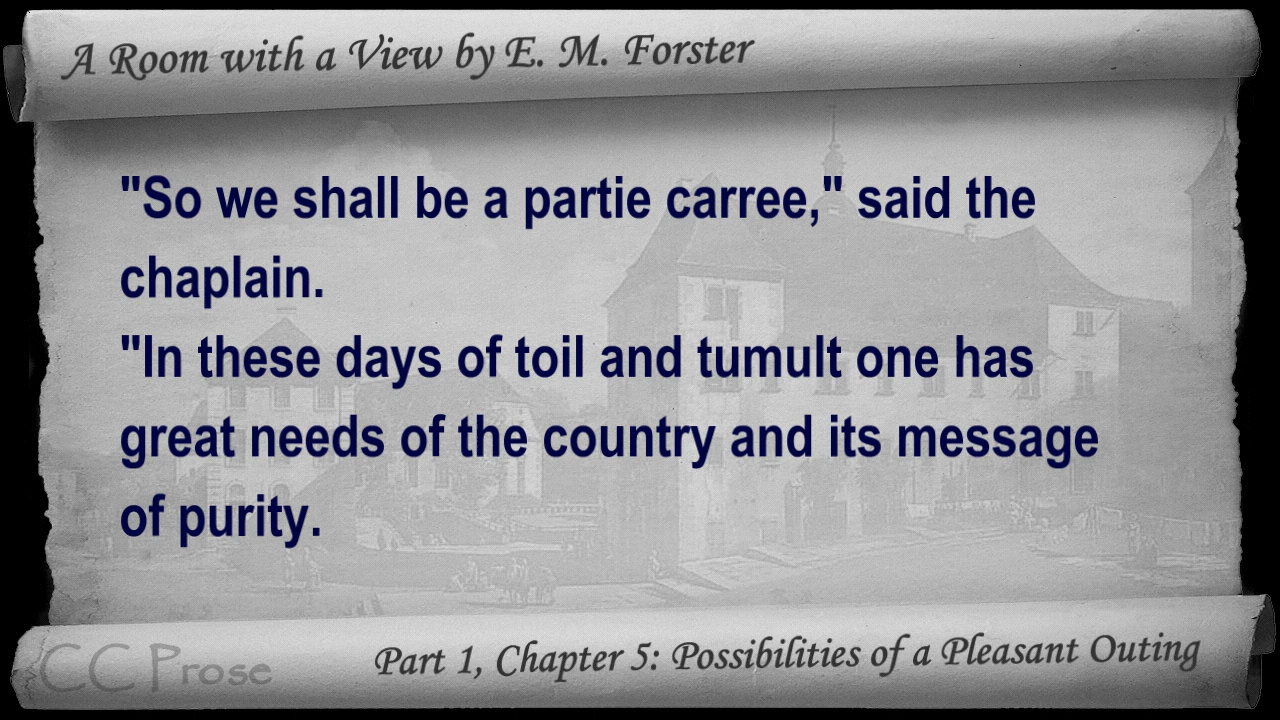 A Room with a View by E. M. Forster
"So we shall be a partie carree," said the
chaplain.
"In these days of toil and tumult one has
great needs of the country and its message
of purity.
CC Prose
Part 1, Chapter 5: Possibilities of a Pleasant Outing